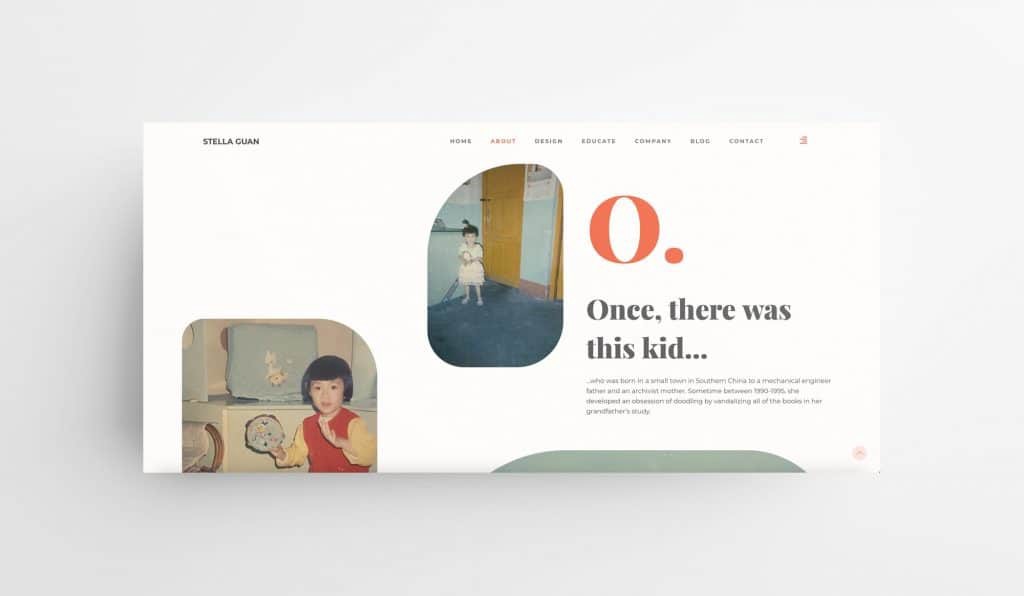 STELLA GUAN
HOME ABOUT DESIGN EDUCATE COMPANY BLOG CONTACT
O.
Once, there was
this kid...
...who was born in a small town in Southern China to a mechanical engineer
father and an archivist mother. Sometime between 1990-1995, she
developed an obsession of doodling by vandalizing all of the books in her
grandfather's study.